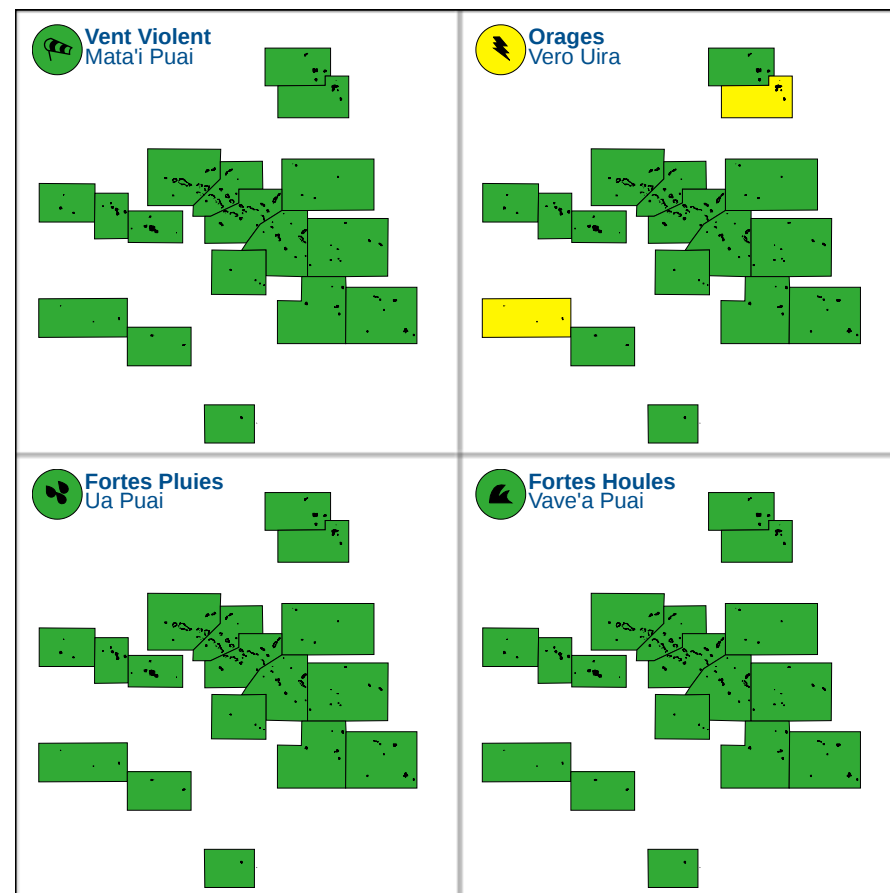 Vent Violent
Mata'i Puai
Orages
Vero Uira
Fortes Pluies
Ua Puai
Fortes Houles
Vave'a Puai